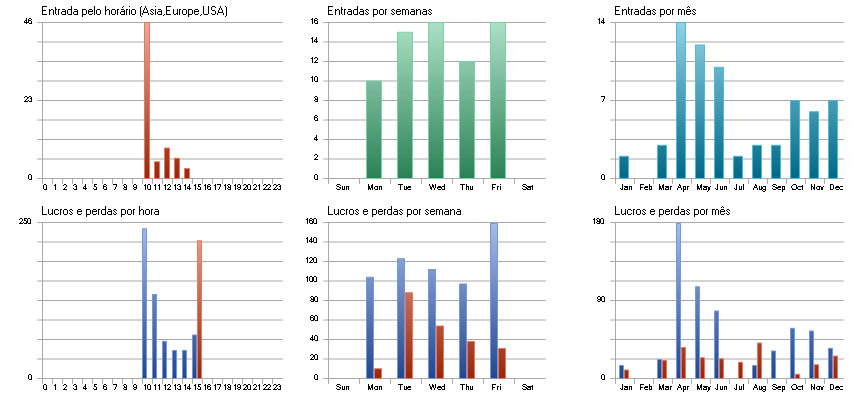 Entrada pelo horário (Asia,Europe,USA)
46
23
0
0 1 2 3 4 5 6 7 8 9 10 11 12 13 14 15 16 17 18 19 20 21 22 23
Entradas por semanas
16
14
12
10
8
6
4
2
0
Sun Mon Tue Wed Thu Fri Sat
Entradas por mês
14
7
0
Jan Feb Mar Apr May Jun Jul Aug Sep Oct Nov Dec
Lucros e perdas por hora
250
0
0 1 2 3 4 5 6 7 8 9 10 11 12 13 14 15 16 17 18 19 20 21 22 23
Lucros e perdas por semana
160
140
120
100
80
60
40
20
0
Sun Mon Tue Wed Thu Fri Sat
Lucros e perdas por mês
180
90
0
Jan Feb Mar Apr May Jun Jul Aug Sep Oct Nov Dec